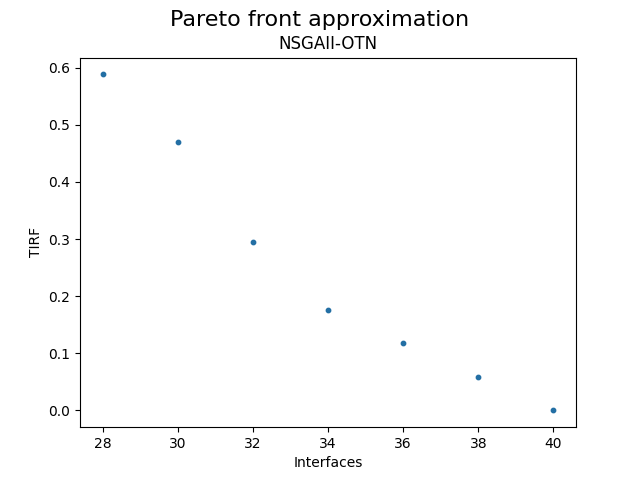 Pareto front approximation
NSGAII-OTN
0.6
0.5
0.4
0.3
0.2
0.1
0.0
TIRF
28 30 32 34 36 38 40
Interfaces